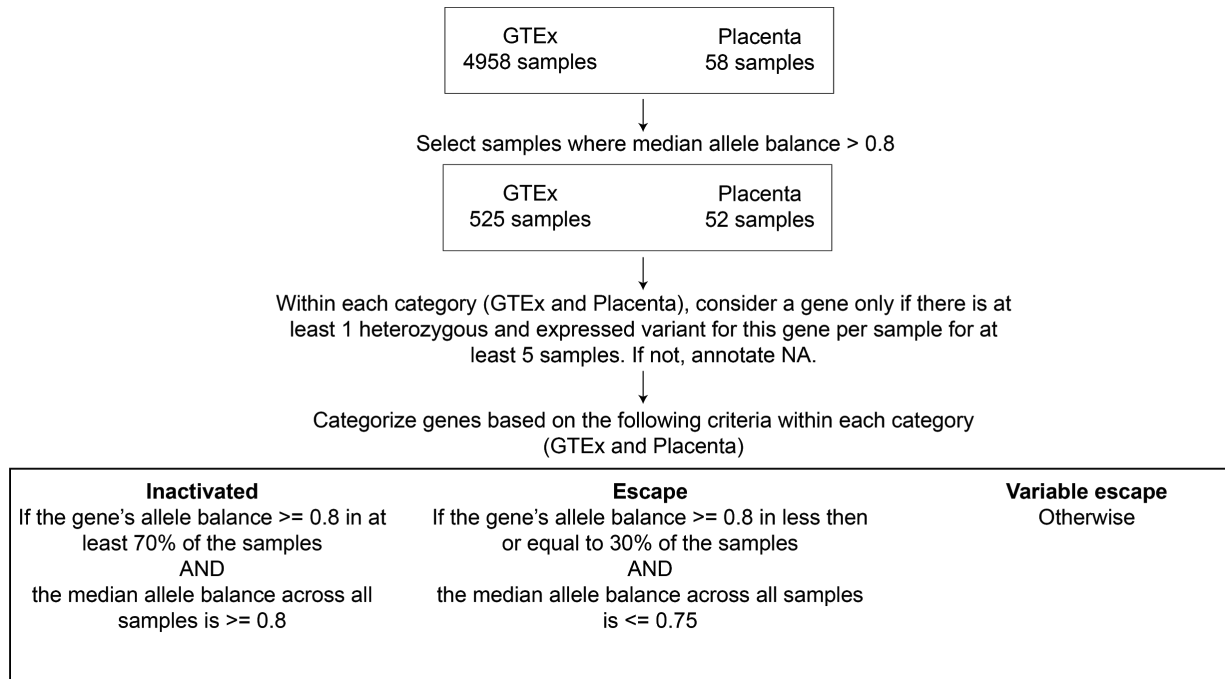 GTEx Placenta
4958 samples 58 samples
Select samples where median allele balance > 0.8
GTEx Placenta
525 samples 52 samples
Within each category (GTEx and Placenta), consider a gene only if there is at
least 1 heterozygous and expressed variant for this gene per sample for at
least 5 samples. If not, annotate NA.
Categorize genes based on the following criteria within each category
(GTEx and Placenta)
Inactivated
If the gene's allele balance >= 0.8 in at
least 70% of the samples
AND
the median allele balance across all
samples is >= 0.8
Escape
If the gene's allele balance >= 0.8 in less then
or equal to 30% of the samples
AND
the median allele balance across all samples
is <= 0.75
Variable escape
Otherwise